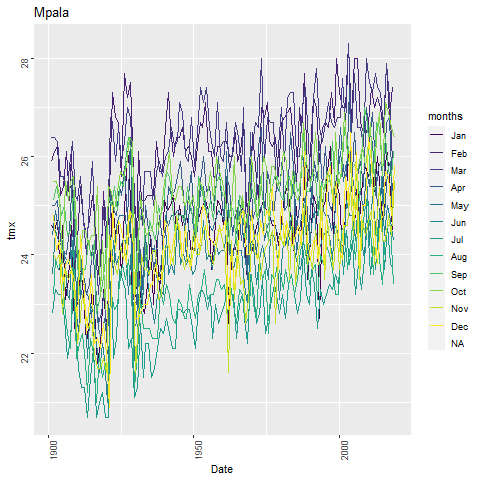 Mpala
28
26
24
22
tmx
1900
1950
2000
Date
months
Jan
Feb
Mar
Apr
May
Jun
Jul
Aug
Sep
Oct
Nov
Dec
NA